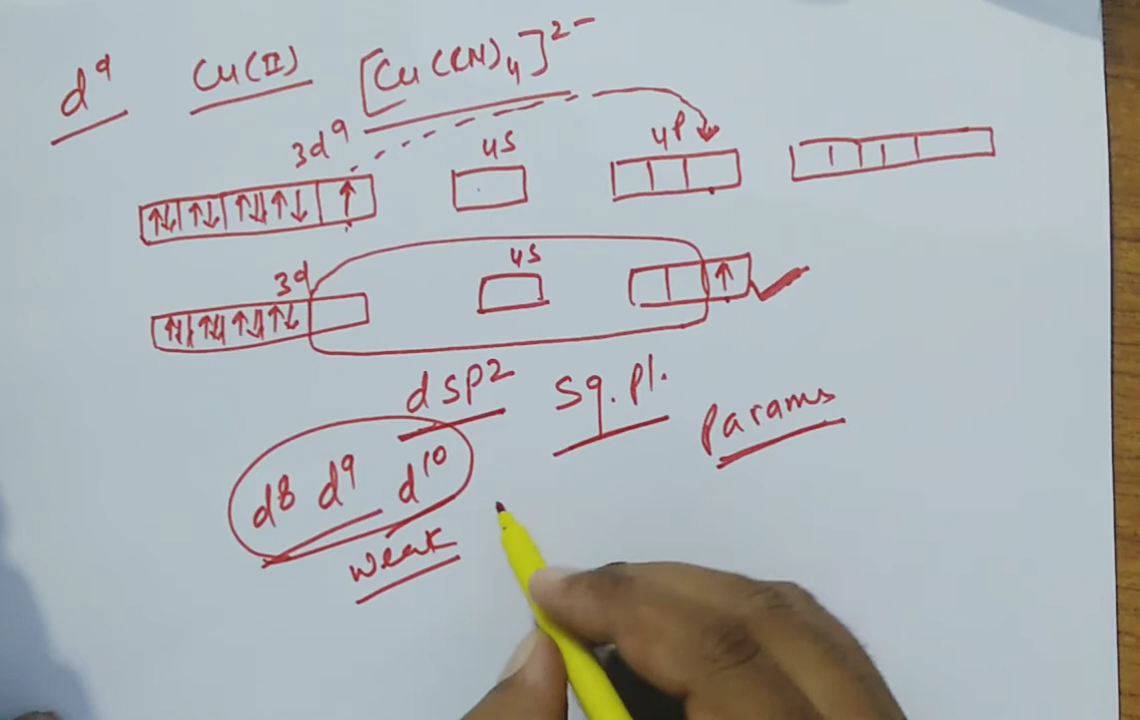 d⁹ Cu(II) [Cu(CN)₄]²⁻
3d⁹ 4s 4p
↑↓ ↑↓ ↑↓ ↑↓ ↑
3d 4s
↑↓ ↑↓ ↑↓ ↑↓ ↑
dsp² Sq.pl.
Params
d8 d9 d¹⁰
weak